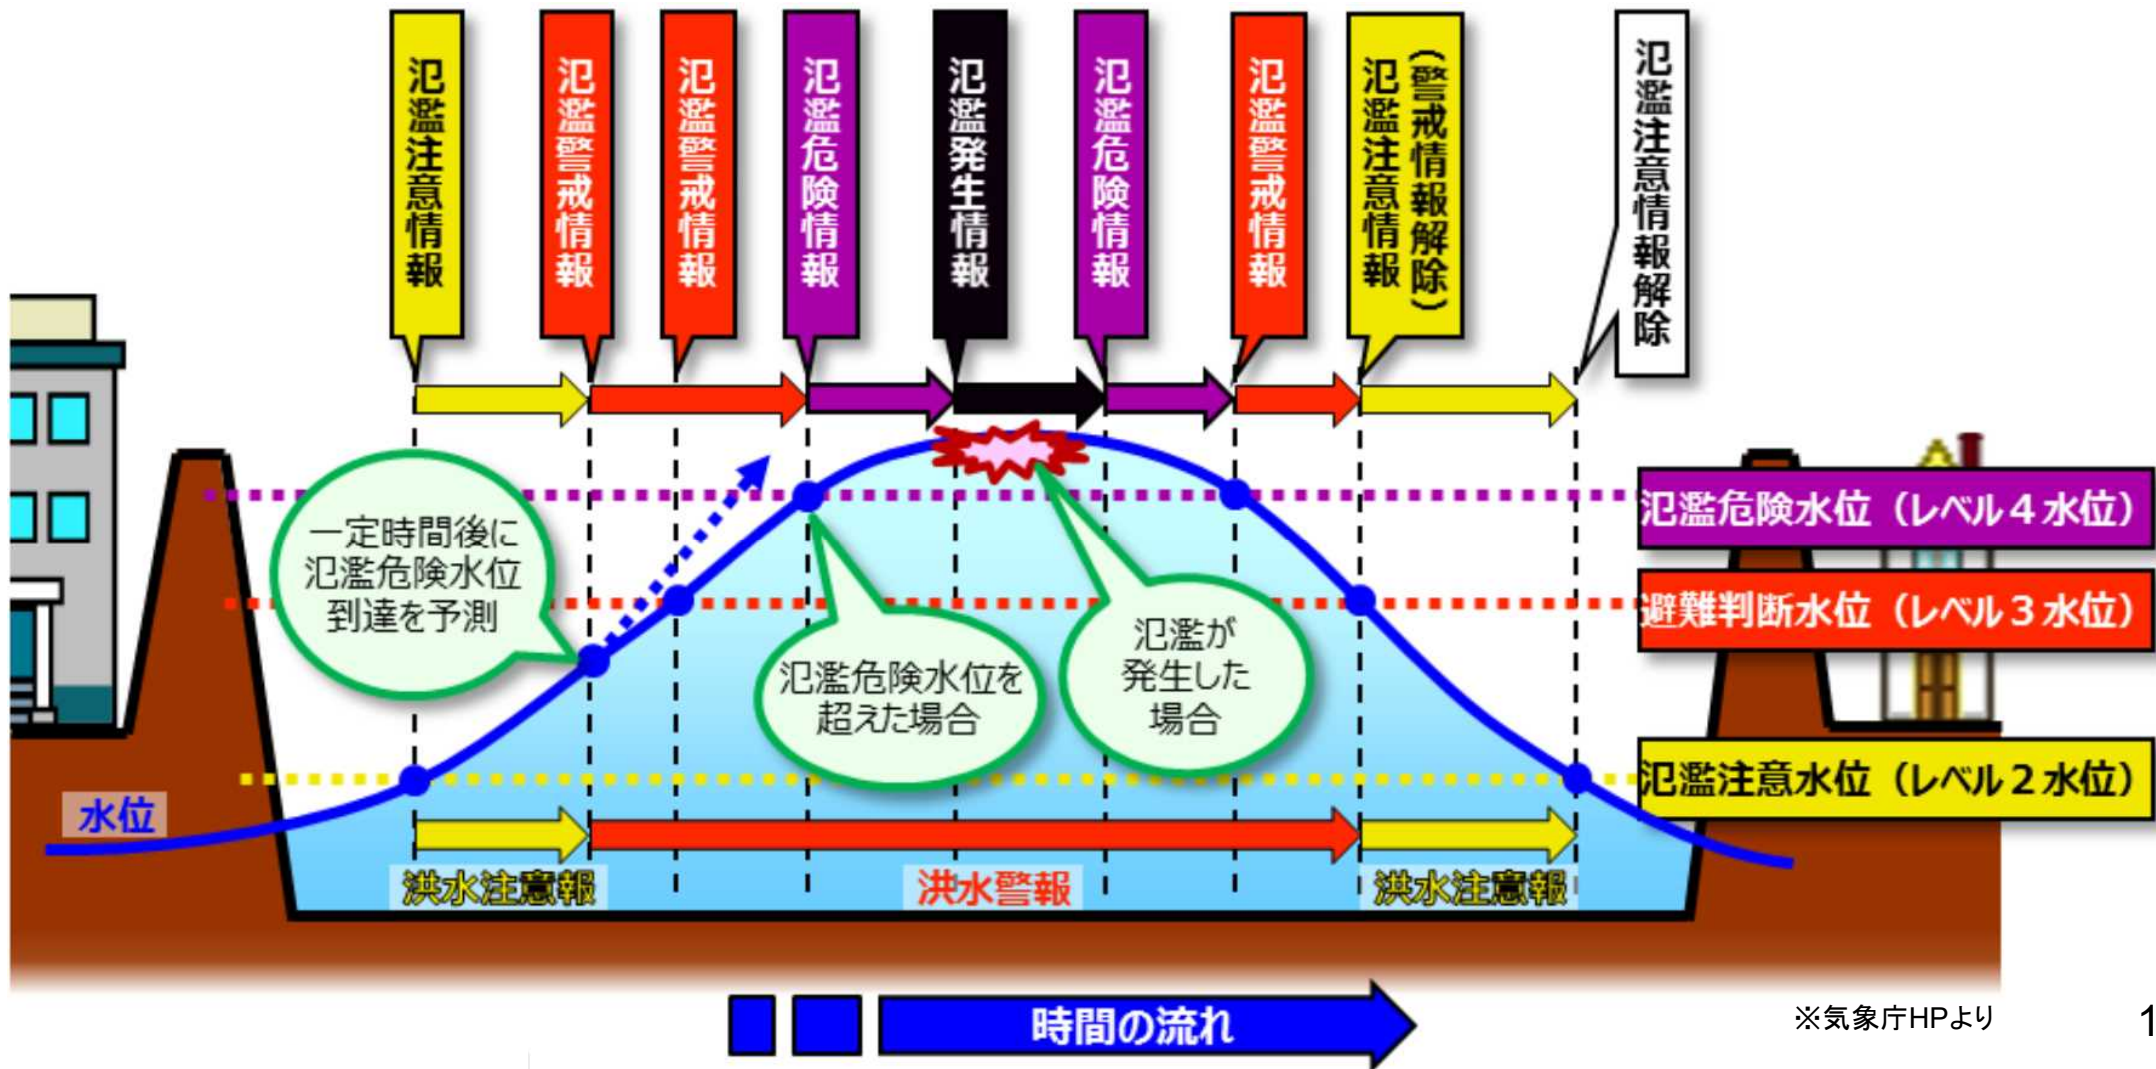 氾濫注意情報
氾濫警戒情報
氾濫警戒情報
氾濫危険情報
氾濫発生情報
氾濫危険情報
氾濫警戒情報
氾濫注意情報
(警戒情報解除)
氾濫注意情報解除
一定時間後に
氾濫危険水位
到達を予測
氾濫危険水位を
超えた場合
氾濫が
発生した
場合
氾濫危険水位（レベル４水位）
避難判断水位（レベル３水位）
氾濫注意水位（レベル２水位）
水位
洪水注意報
洪水警報
洪水注意報
時間の流れ
※気象庁HPより
1